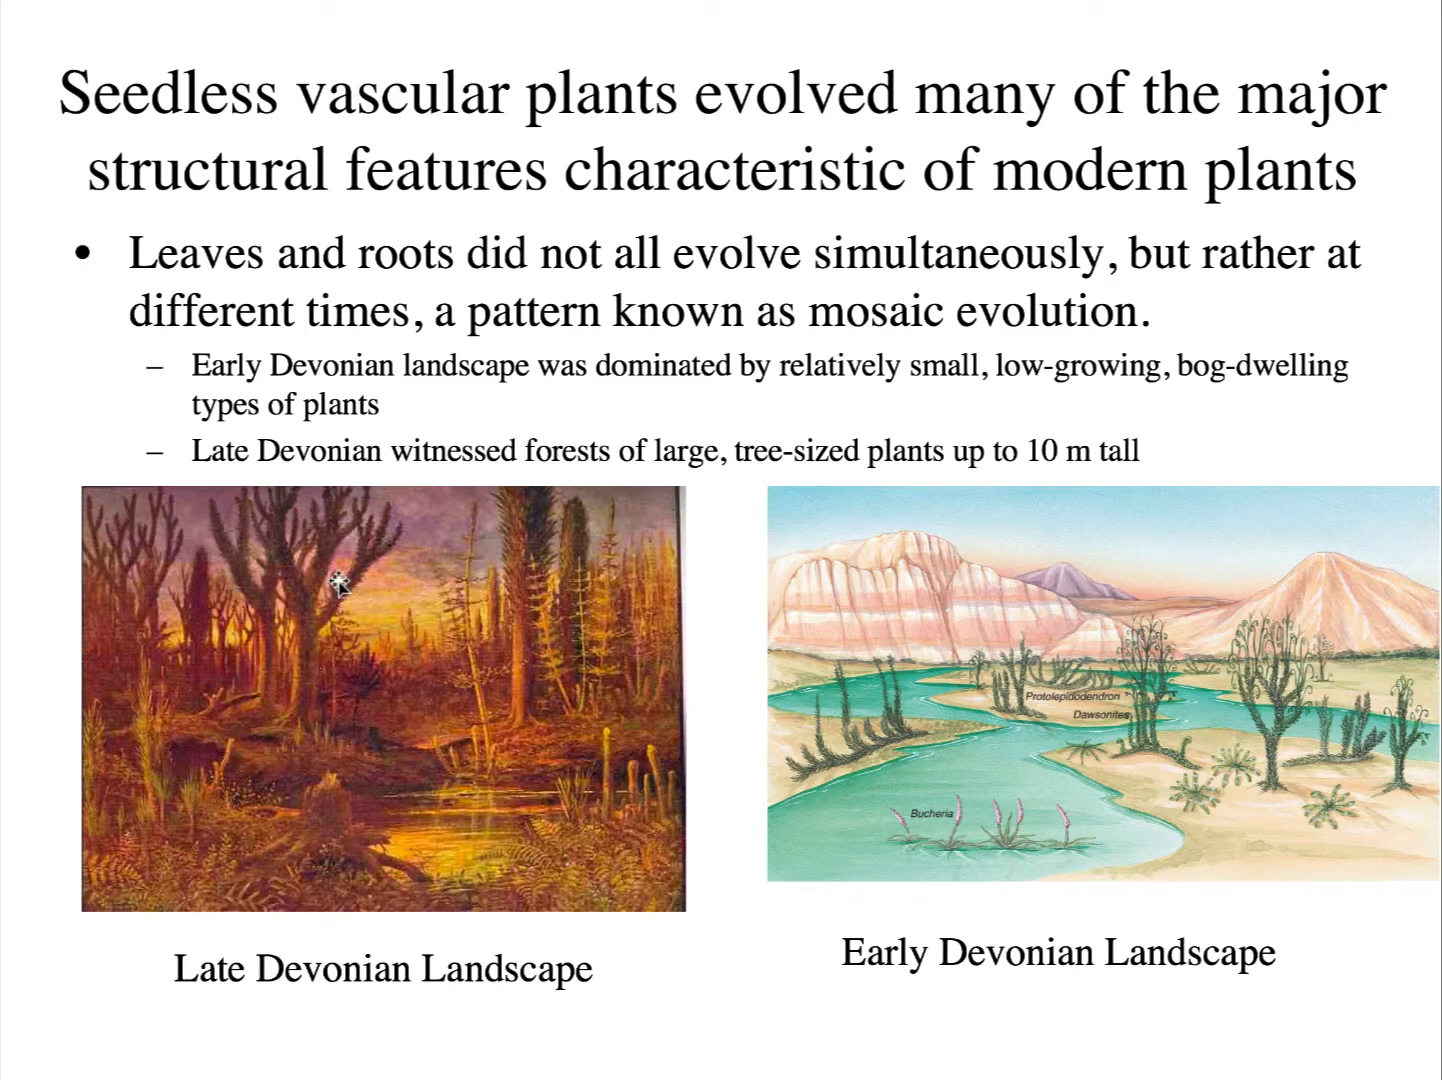 Seedless vascular plants evolved many of the major
structural features characteristic of modern plants
• Leaves and roots did not all evolve simultaneously, but rather at
different times, a pattern known as mosaic evolution.
– Early Devonian landscape was dominated by relatively small, low-growing, bog-dwelling
types of plants
– Late Devonian witnessed forests of large, tree-sized plants up to 10 m tall
Protolepidodendron
Dawsonites
Bucheria
Late Devonian Landscape
Early Devonian Landscape